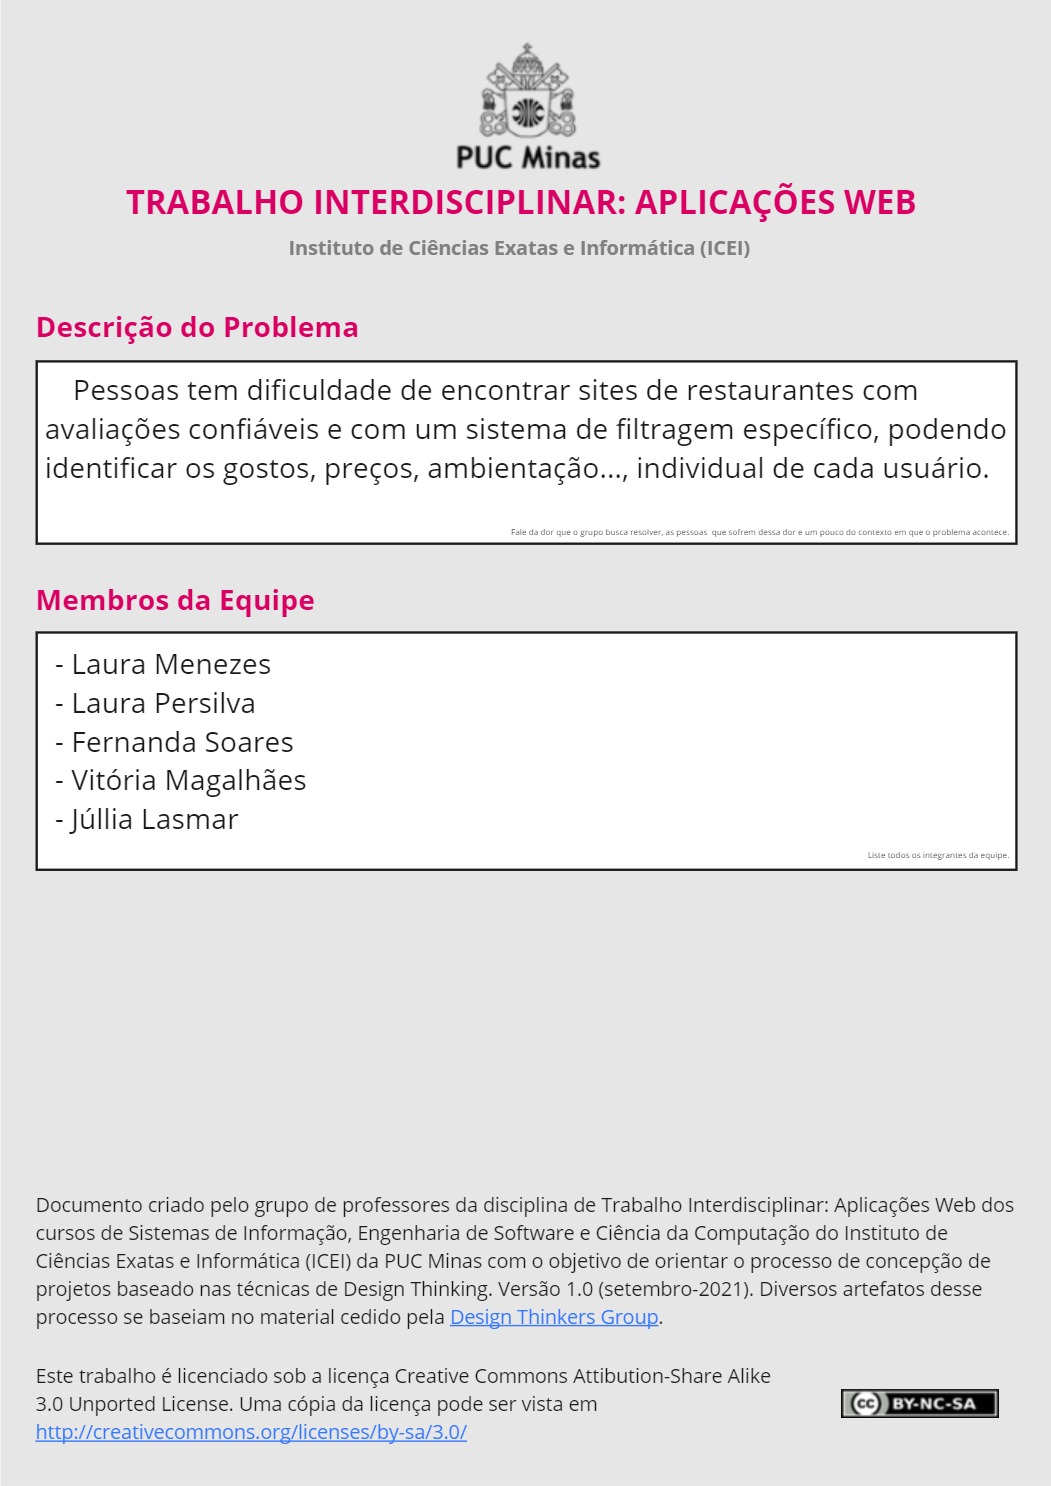 PUC Minas
TRABALHO INTERDISCIPLINAR: APLICAÇÕES WEB
Instituto de Ciências Exatas e Informática (ICEI)
Descrição do Problema
Pessoas tem dificuldade de encontrar sites de restaurantes com
avaliações confiáveis e com um sistema de filtragem específico, podendo
identificar os gostos, preços, ambientação..., individual de cada usuário.
Fale da dor que o grupo busca resolver, as pessoas que sofrem dessa dor e um pouco do contexto em que o problema acontece.
Membros da Equipe
- Laura Menezes
- Laura Persilva
- Fernanda Soares
- Vitória Magalhães
- Júllia Lasmar
Liste todos os integrantes da equipe.
Documento criado pelo grupo de professores da disciplina de Trabalho Interdisciplinar: Aplicações Web dos
cursos de Sistemas de Informação, Engenharia de Software e Ciência da Computação do Instituto de
Ciências Exatas e Informática (ICEI) da PUC Minas com o objetivo de orientar o processo de concepção de
projetos baseado nas técnicas de Design Thinking. Versão 1.0 (setembro-2021). Diversos artefatos desse
processo se baseiam no material cedido pela Design Thinkers Group.
Este trabalho é licenciado sob a licença Creative Commons Attibution-Share Alike
3.0 Unported License. Uma cópia da licença pode ser vista em
http://creativecommons.org/licenses/by-sa/3.0/
cc BY-NC-SA